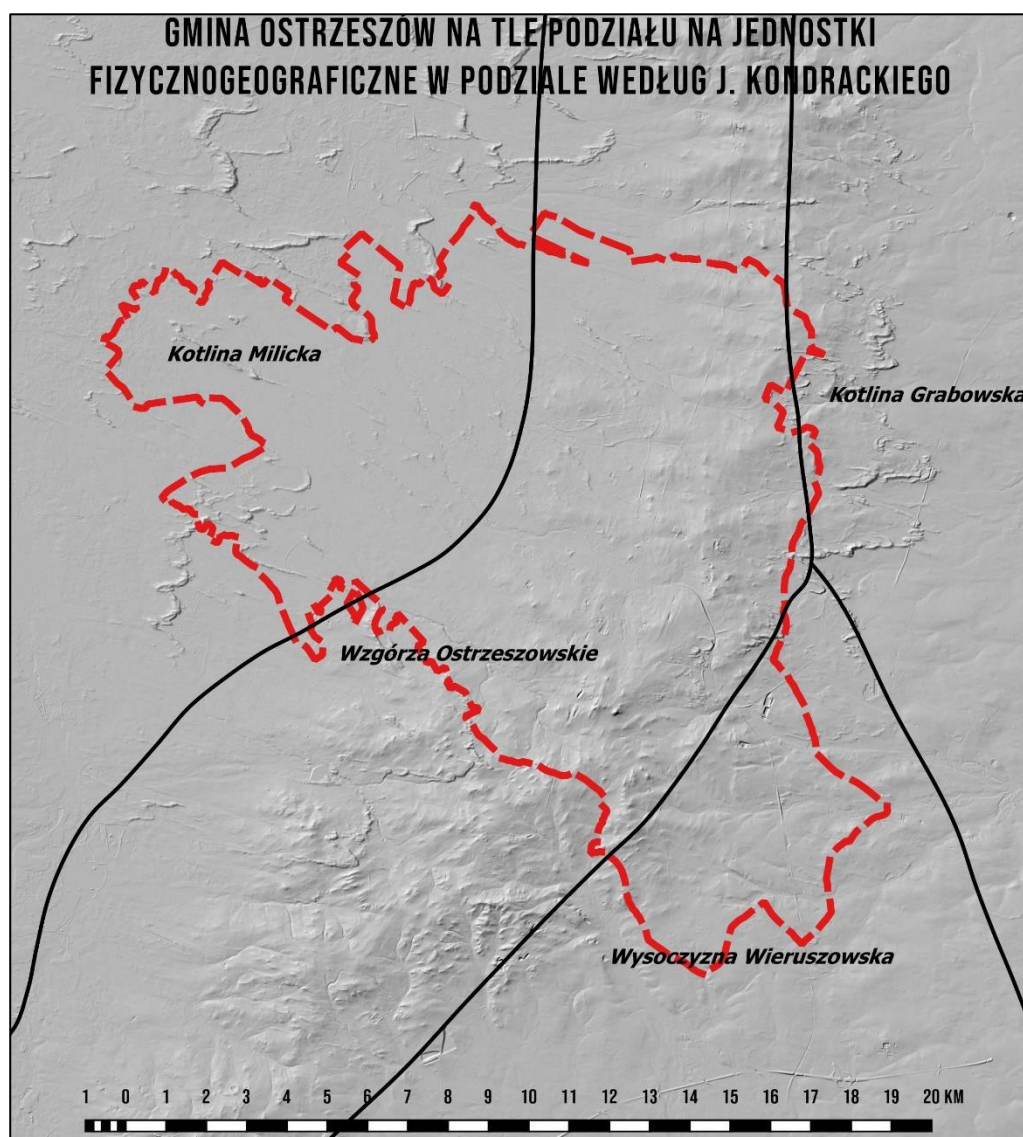 GMINA OSTRZESZÓW NA TLE PODZIAŁU NA JEDNOSTKI
FIZYCZNOGEOGRAFICZNE W PODZIALE WEDŁUG J. KONDRACKIEGO
Kotlina Milicka
Kotlina Grabowska
Wzgórza Ostrzeszowskie
Wysoczyzna Wieruszowska
1 0 1 2 3 4 5 6 7 8 9 10 11 12 13 14 15 16 17 18 19 20 KM